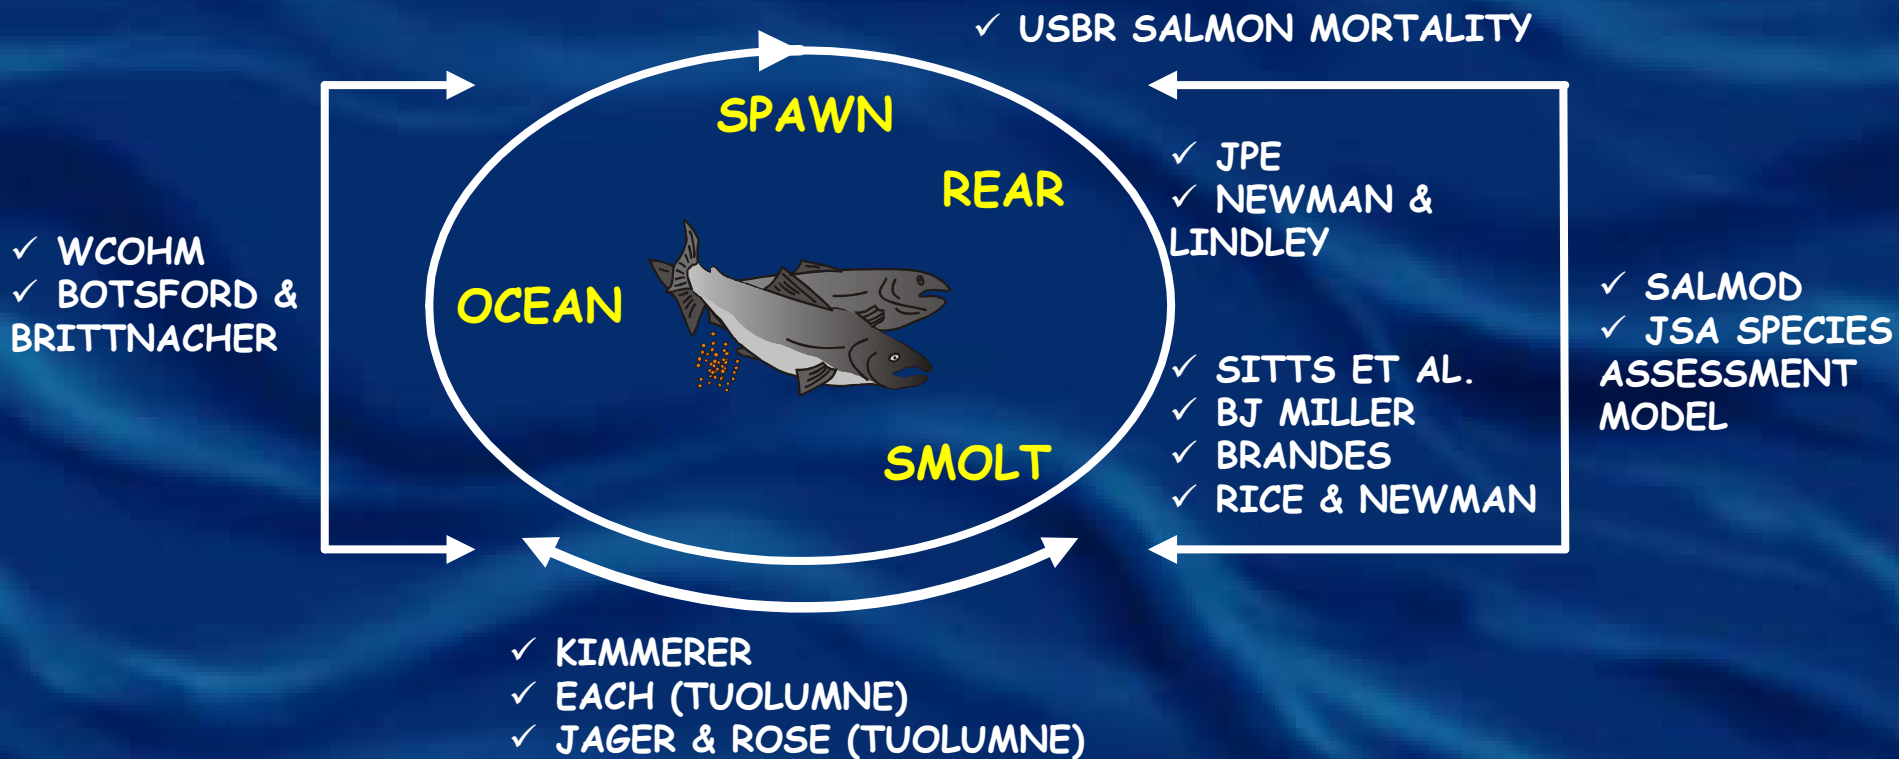 ✓ USBR SALMON MORTALITY
SPAWN
REAR
OCEAN
SMOLT
✓ WCOHM
✓ BOTSFORD &
BRITTNACHER
✓ JPE
✓ NEWMAN &
LINDLEY
✓ SITTS ET AL.
✓ BJ MILLER
✓ BRANDES
✓ RICE & NEWMAN
✓ SALMOD
✓ JSA SPECIES
ASSESSMENT
MODEL
✓ KIMMERER
✓ EACH (TUOLUMNE)
✓ JAGER & ROSE (TUOLUMNE)